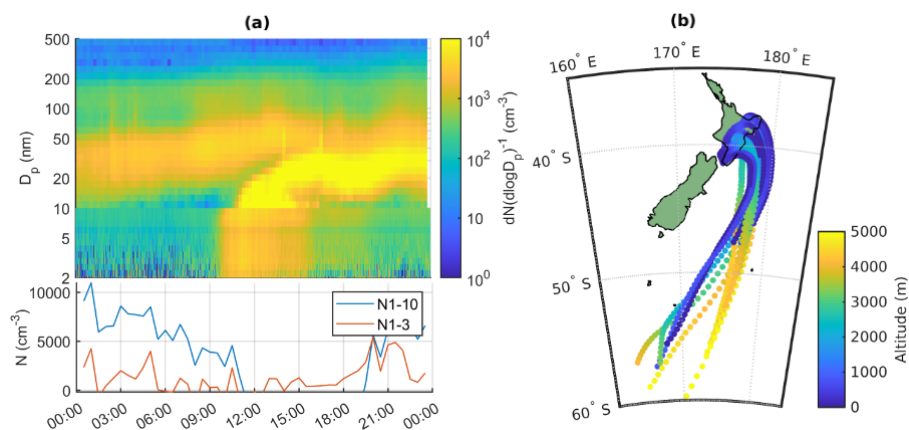 (a)
500
200
100
50
20
10
5
2
D_p (nm)
10^4
10^3
10^2
10
10^0
dN(dlogD_p)^-1 (cm^-3)
10000
5000
0
N (cm^-3)
N1-10
N1-3
00:00 03:00 06:00 09:00 12:00 15:00 18:00 21:00 00:00
(b)
160° E
170° E
180° E
40° S
50° S
60° S
5000
4000
3000
2000
1000
0
Altitude (m)